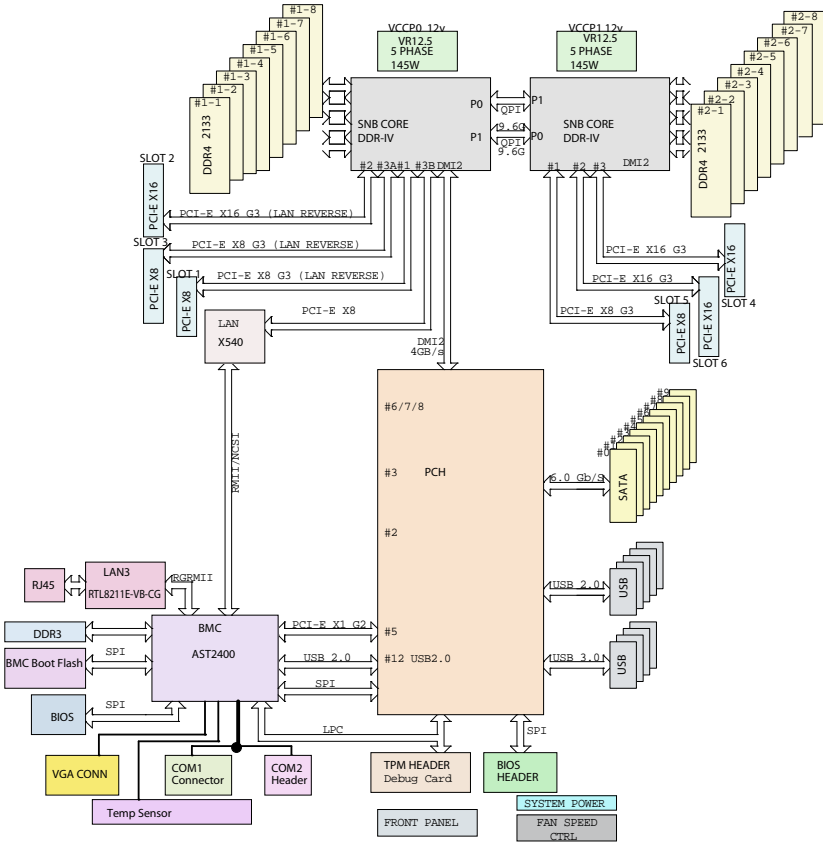 #1-8
#1-7
#1-6
#1-5
#1-4
#1-3
#1-2
#1-1
DDR4 2133
VCCP0 12v
VR12.5
5 PHASE
145W
VCCP1 12v
VR12.5
5 PHASE
145W
#2-8
#2-7
#2-6
#2-5
#2-4
#2-3
#2-2
#2-1
DDR4 2133
SNB CORE
DDR-IV
P0
P1
#2
#3A
#1
#3B
DMI2
QPI
9.6G
QPI
9.6G
P1
P0
SNB CORE
DDR-IV
#1
#2
#3
DMI2
SLOT 2
PCI-E X16
PCI-E X16 G3 (LAN REVERSE)
SLOT 3
PCI-E X8
PCI-E X8 G3 (LAN REVERSE)
SLOT 1
PCI-E X8
PCI-E X8 G3 (LAN REVERSE)
PCI-E X8
LAN
X540
DMI2
4GB/s
PCI-E X16 G3
PCI-E X16
SLOT 4
PCI-E X16 G3
PCI-E X16
SLOT 6
PCI-E X8 G3
SLOT 5
PCI-E X8
RMII/NCSI
#6/7/8
#3
PCH
#2
#5
#12 USB2.0
6.0 Gb/S
#9
#8
#7
#6
#5
#4
#3
#2
#1
#0
SATA
USB 2.0
USB
USB 3.0
USB
RJ45
LAN3
RTL8211E-VB-CG
RGRMII
BMC
AST2400
DDR3
BMC Boot Flash
SPI
BIOS
SPI
PCI-E X1 G2
USB 2.0
SPI
LPC
SPI
VGA CONN
COM1
Connector
COM2
Header
Temp Sensor
TPM HEADER
Debug Card
BIOS
HEADER
FRONT PANEL
SYSTEM POWER
FAN SPEED
CTRL